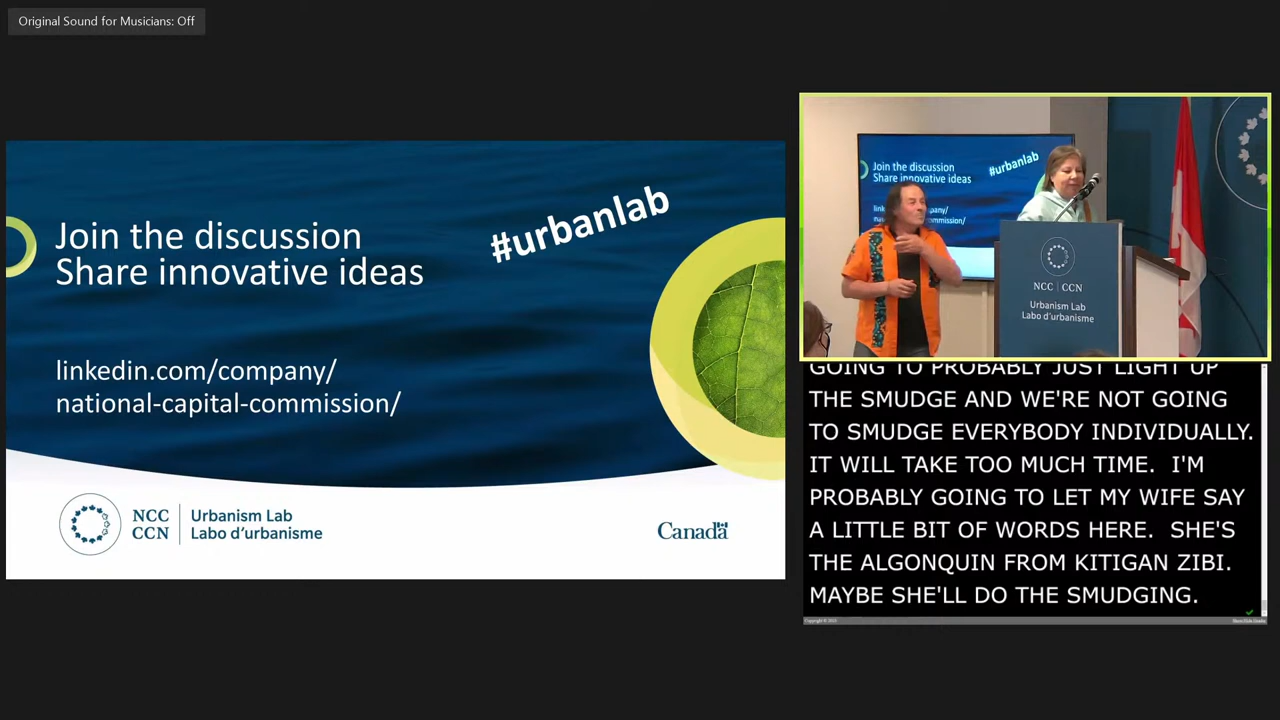 Original Sound for Musicians: Off
Join the discussion
Share innovative ideas
#urbanlab
linkedin.com/company/
national-capital-commission/
NCC
CCN
Urbanism Lab
Labo d'urbanisme
Canada
Join the discussion
Share innovative ideas
#urbanlab
NCC CCN
Urbanism Lab
Labo d'urbanisme
GOING TO PROBABLY JUST LIGHT UP
THE SMUDGE AND WE'RE NOT GOING
TO SMUDGE EVERYBODY INDIVIDUALLY.
IT WILL TAKE TOO MUCH TIME. I'M
PROBABLY GOING TO LET MY WIFE SAY
A LITTLE BIT OF WORDS HERE. SHE'S
THE ALGONQUIN FROM KITIGAN ZIBI.
MAYBE SHE'LL DO THE SMUDGING.